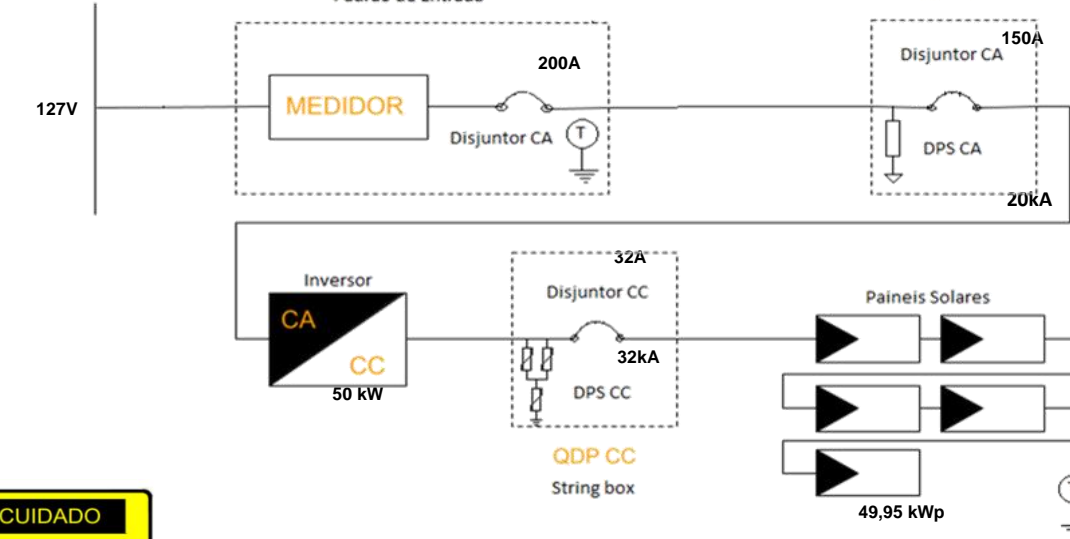 200A
127V
MEDIDOR
Disjuntor CA
T
150A
Disjuntor CA
DPS CA
20kA
Inversor
CA
CC
50 kW
32A
Disjuntor CC
32kA
DPS CC
QDP CC
String box
Paineis Solares
49,95 kWp
CUIDADO